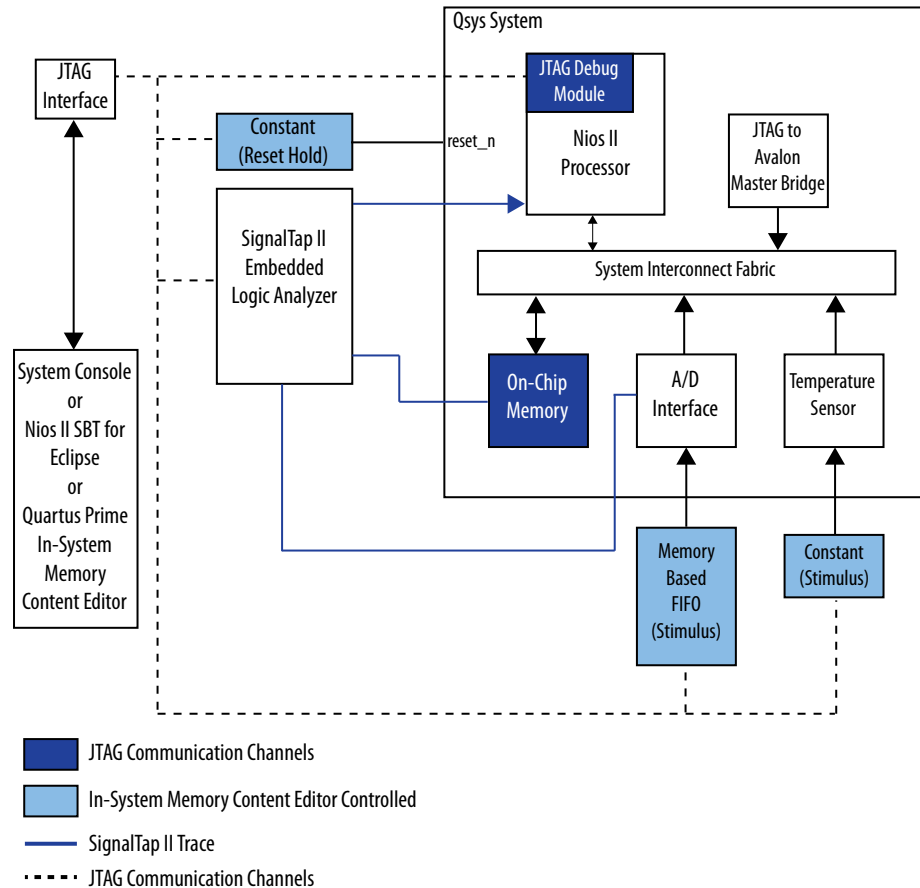 Qsys System
JTAG
Interface
JTAG Debug
Module
Nios II
Processor
Constant
(Reset Hold)
reset_n
JTAG to
Avalon
Master Bridge
SignalTap II
Embedded
Logic Analyzer
System Interconnect Fabric
System Console
or
Nios II SBT for
Eclipse
or
Quartus Prime
In-System
Memory
Content Editor
On-Chip
Memory
A/D
Interface
Temperature
Sensor
Memory
Based
FIFO
(Stimulus)
Constant
(Stimulus)
JTAG Communication Channels
In-System Memory Content Editor Controlled
SignalTap II Trace
JTAG Communication Channels